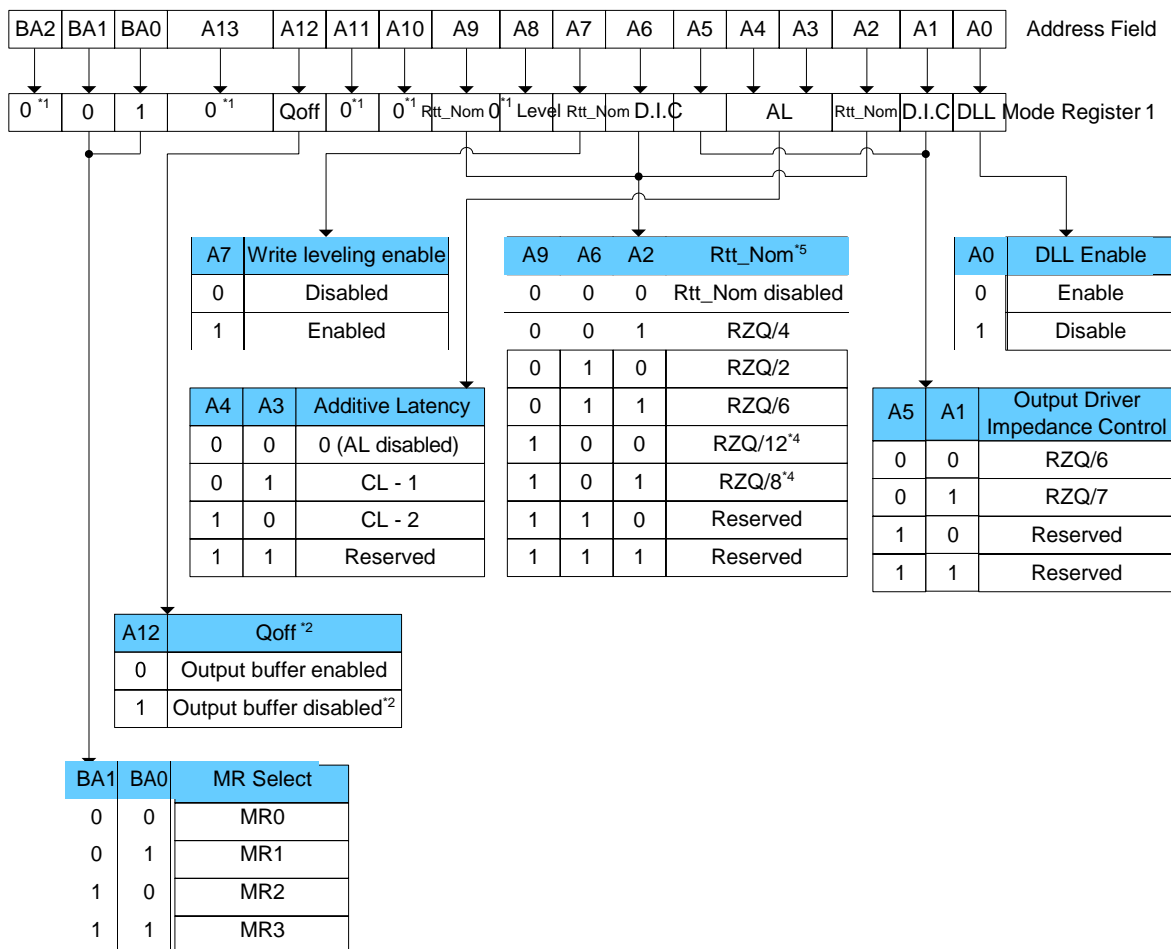 BA2 BA1 BA0 A13 A12 A11 A10 A9 A8 A7 A6 A5 A4 A3 A2 A1 A0 Address Field
0*1 0 1 0*1 Qoff 0*1 0*1 Rtt_Nom 0*1 Level Rtt_Nom D.I.C AL Rtt_Nom D.I.C DLL Mode Register 1
A7 Write leveling enable
0 Disabled
1 Enabled
A9 A6 A2 Rtt_Nom*5
0 0 0 Rtt_Nom disabled
0 0 1 RZQ/4
0 1 0 RZQ/2
0 1 1 RZQ/6
1 0 0 RZQ/12*4
1 0 1 RZQ/8*4
1 1 0 Reserved
1 1 1 Reserved
A0 DLL Enable
0 Enable
1 Disable
A4 A3 Additive Latency
0 0 0 (AL disabled)
0 1 CL - 1
1 0 CL - 2
1 1 Reserved
A5 A1 Output Driver
Impedance Control
0 0 RZQ/6
0 1 RZQ/7
1 0 Reserved
1 1 Reserved
A12 Qoff*2
0 Output buffer enabled
1 Output buffer disabled*2
BA1 BA0 MR Select
0 0 MR0
0 1 MR1
1 0 MR2
1 1 MR3